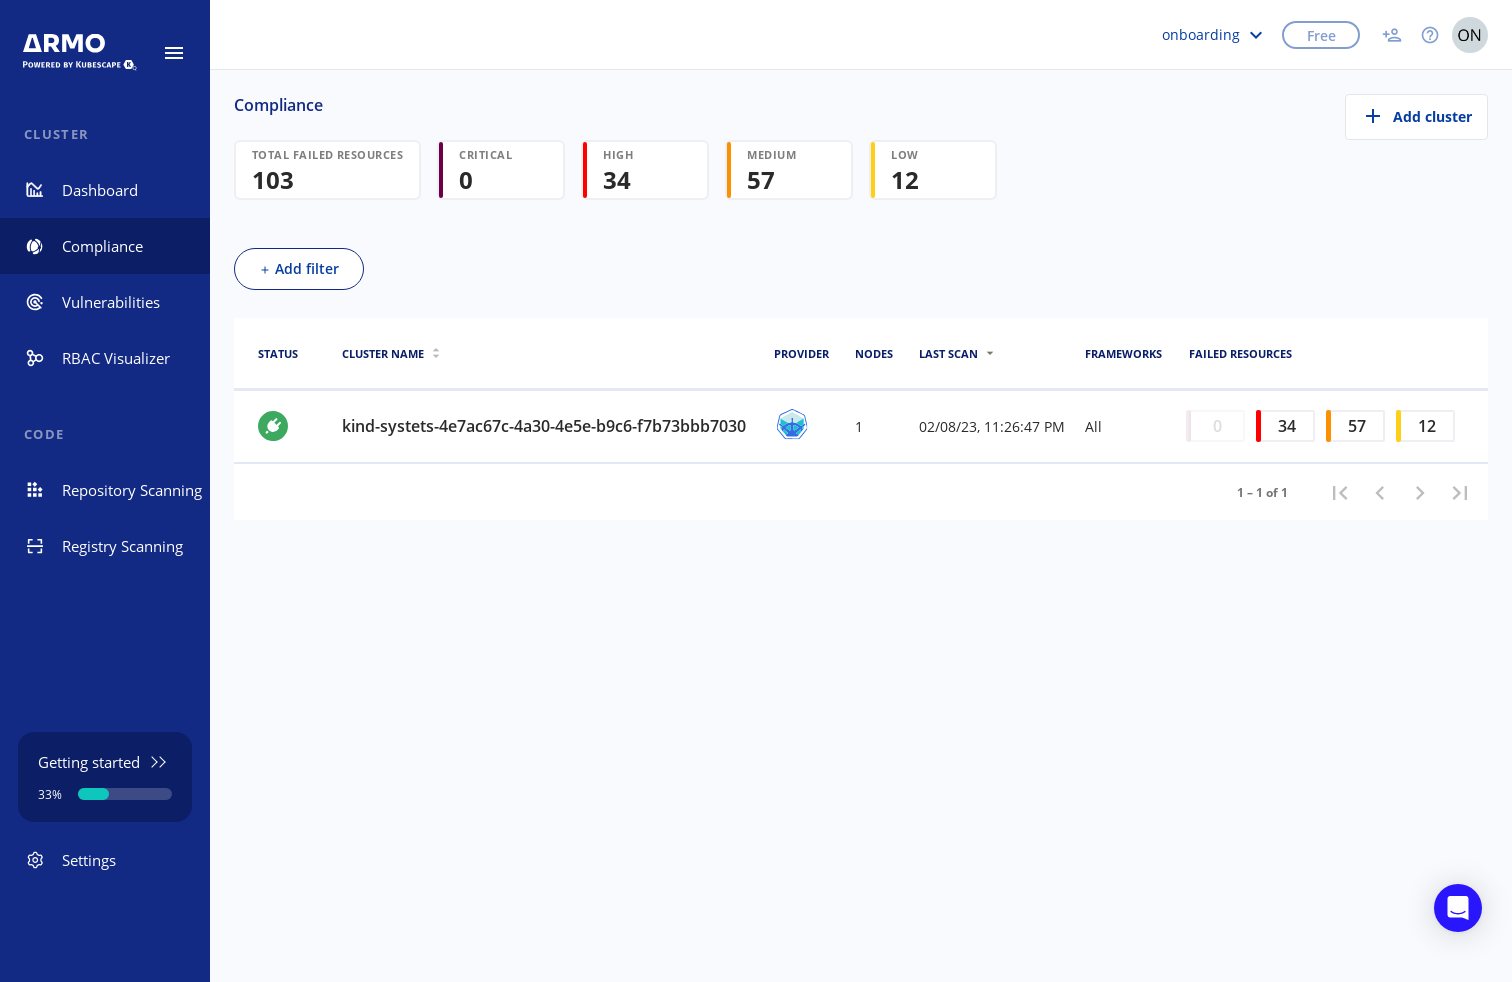 ARMO
POWERED BY KUBESCAPE
onboarding
Free
ON
CLUSTER
Dashboard
Compliance
Vulnerabilities
RBAC Visualizer
CODE
Repository Scanning
Registry Scanning
Getting started
33%
Settings
Compliance
Add cluster
TOTAL FAILED RESOURCES
103
CRITICAL
0
HIGH
34
MEDIUM
57
LOW
12
+ Add filter
STATUS CLUSTER NAME PROVIDER NODES LAST SCAN FRAMEWORKS FAILED RESOURCES
kind-systets-4e7ac67c-4a30-4e5e-b9c6-f7b73bbb7030 1 02/08/23, 11:26:47 PM All 0 34 57 12
1 – 1 of 1